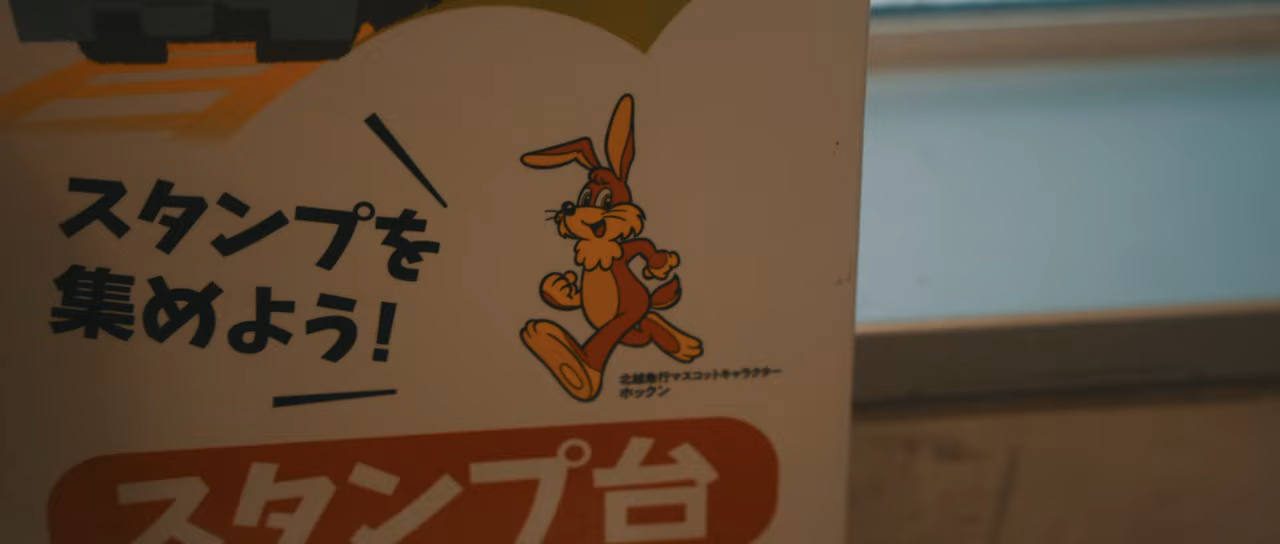 スタンプを
集めよう!
北越急行マスコットキャラクター
ホックン
スタンプ台